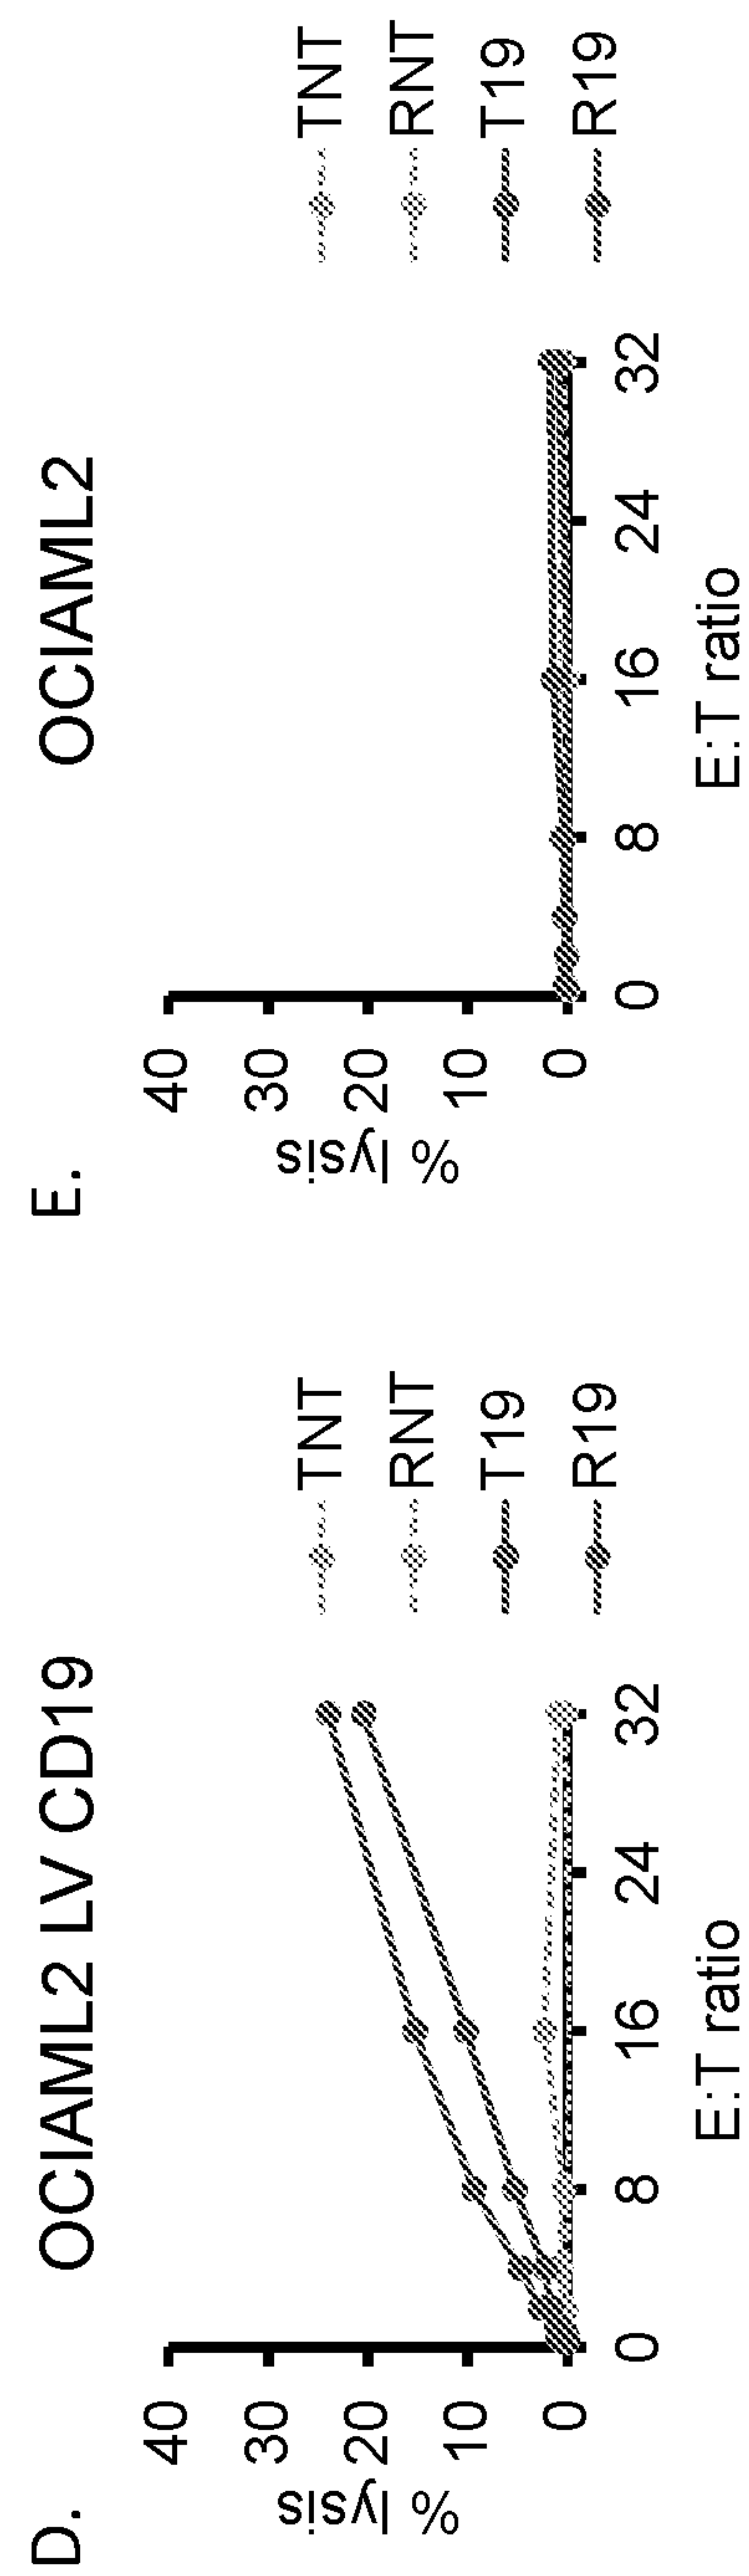 D.
OCIAML2 LV CD19
% lysis
40
30
20
10
0
0 8 16 24 32
E:T ratio
TNT
RNT
T19
R19
E.
OCIAML2
% lysis
40
30
20
10
0
0 8 16 24 32
E:T ratio
TNT
RNT
T19
R19